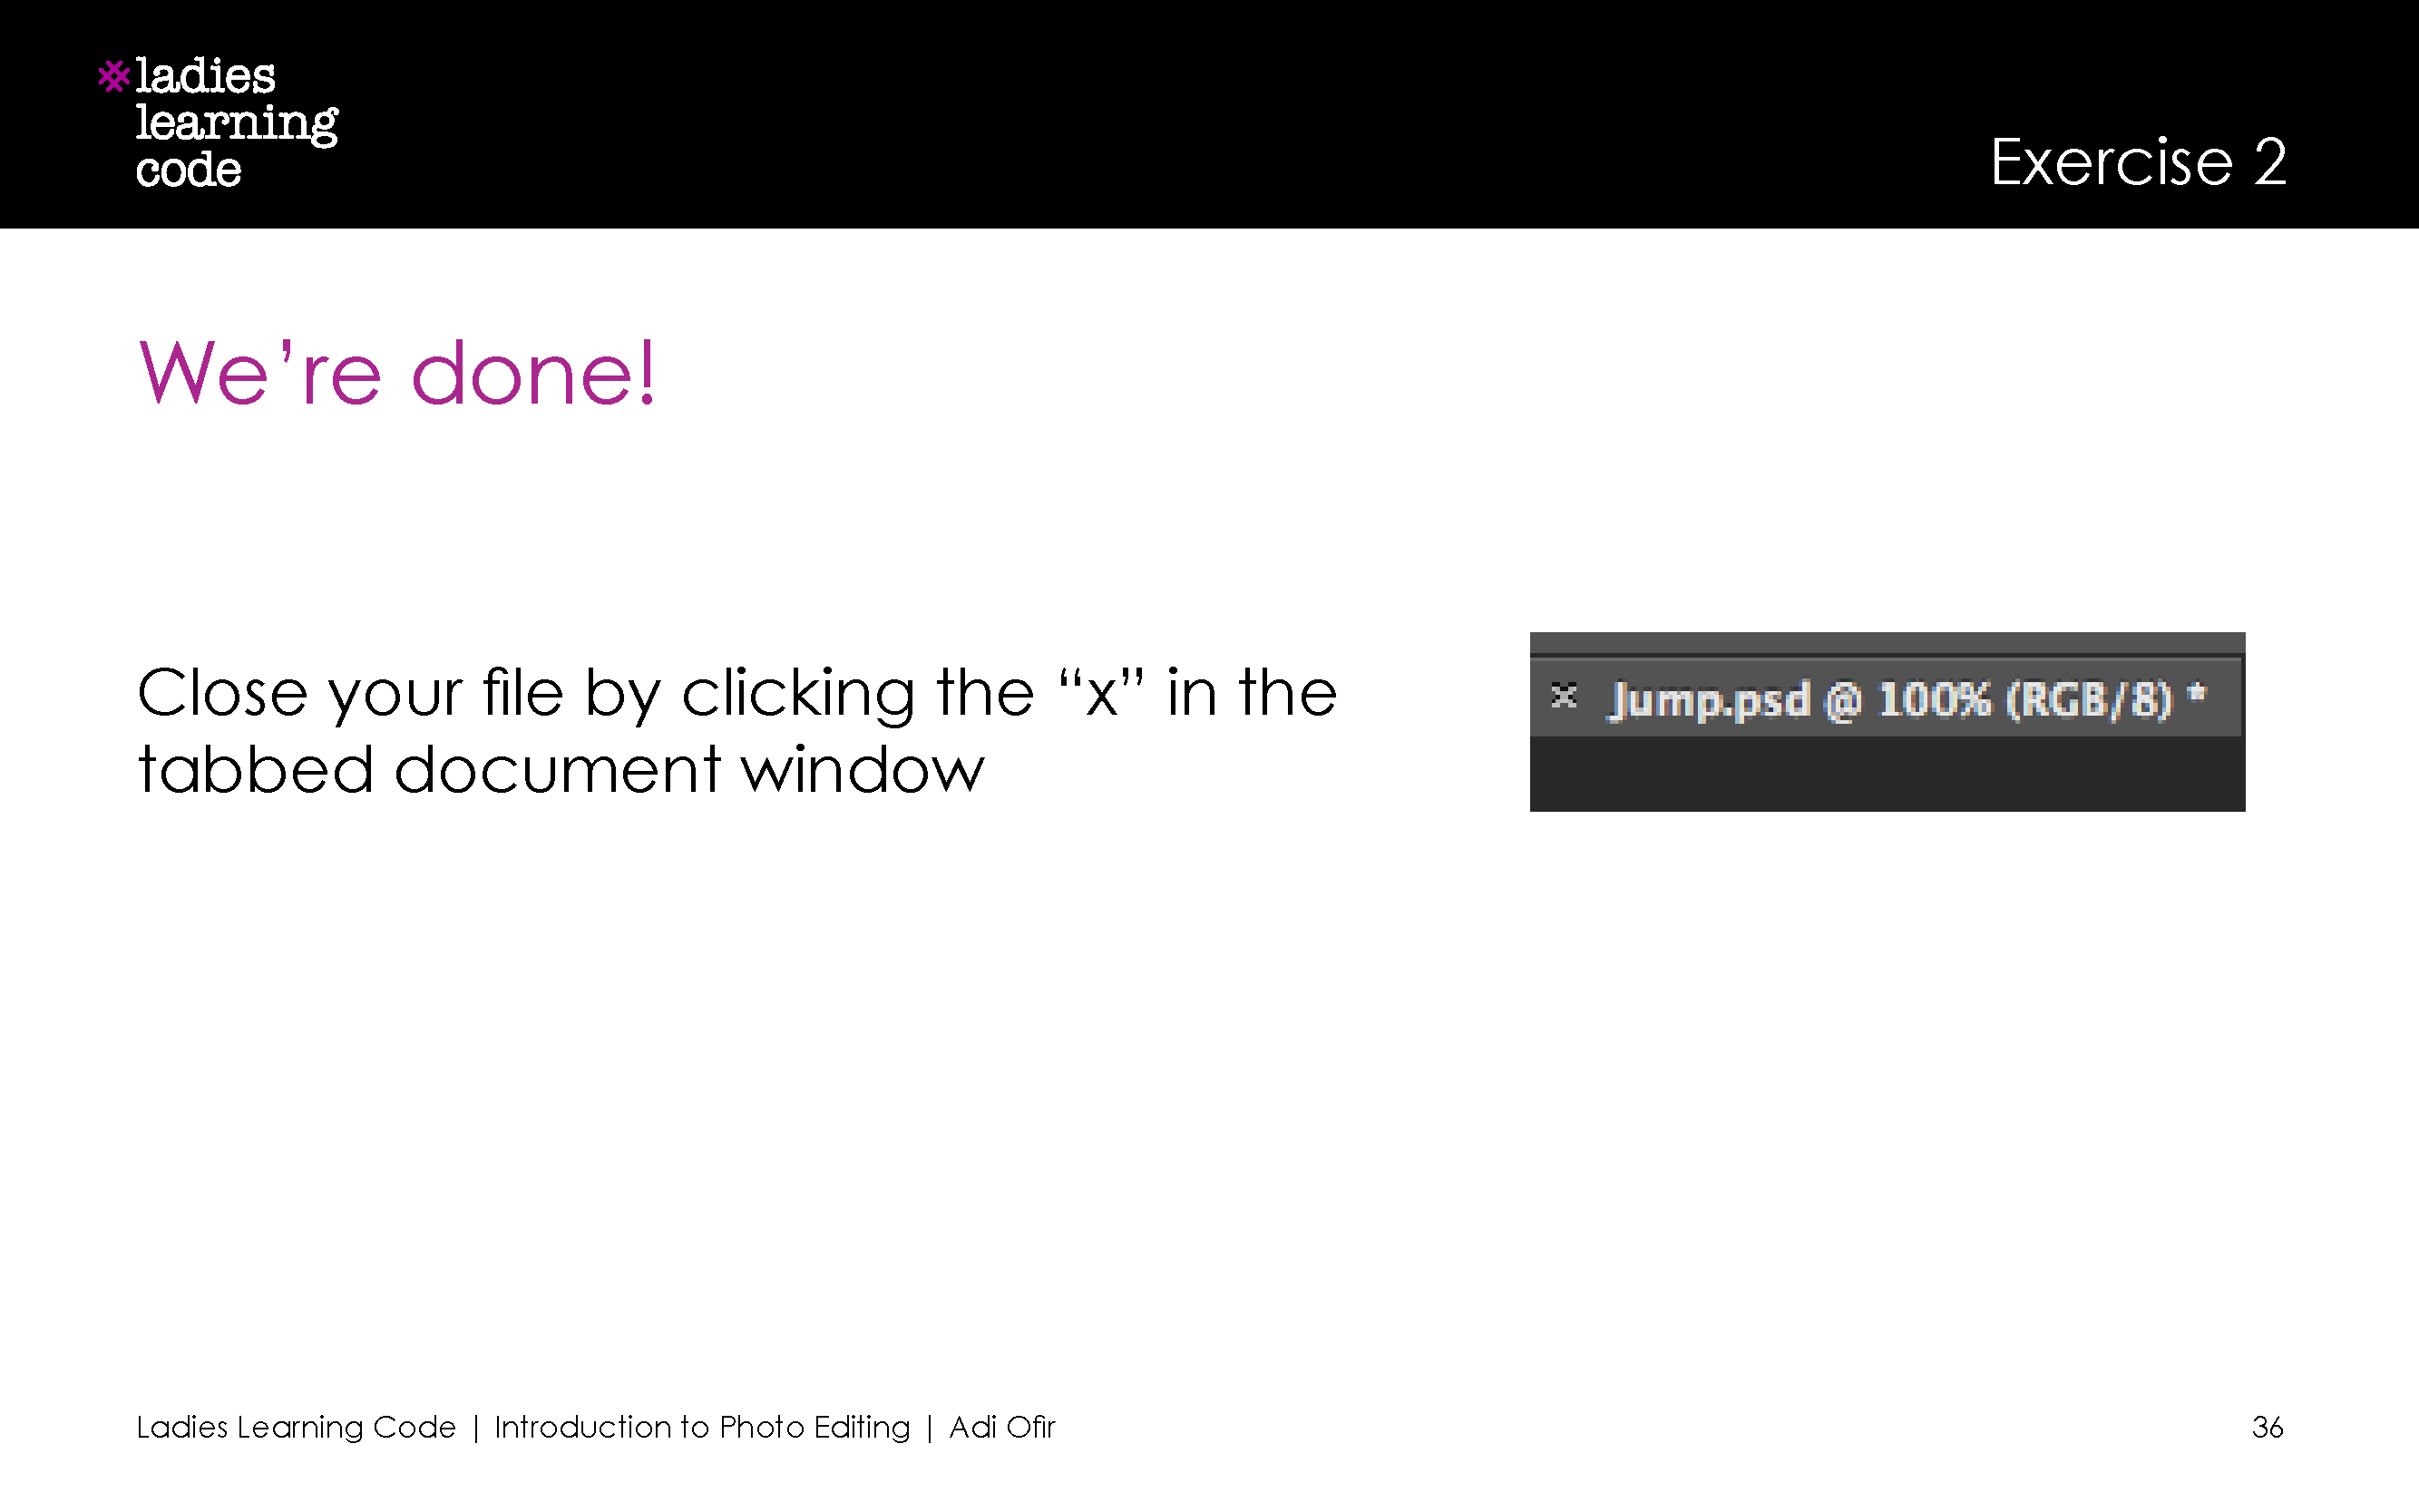 ladies
learning
code
Exercise 2
We’re done!
Close your file by clicking the “x” in the
tabbed document window
x Jump.psd @ 100% (RGB/8) *
Ladies Learning Code | Introduction to Photo Editing | Adi Ofir
36